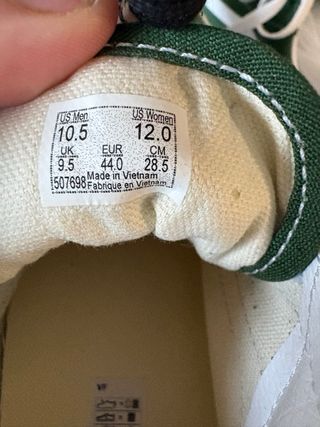 US Men US Women
10.5 12.0
UK EUR CM
9.5 44.0 28.5
507698 Made in Vietnam
Fabriqué en Vietnam